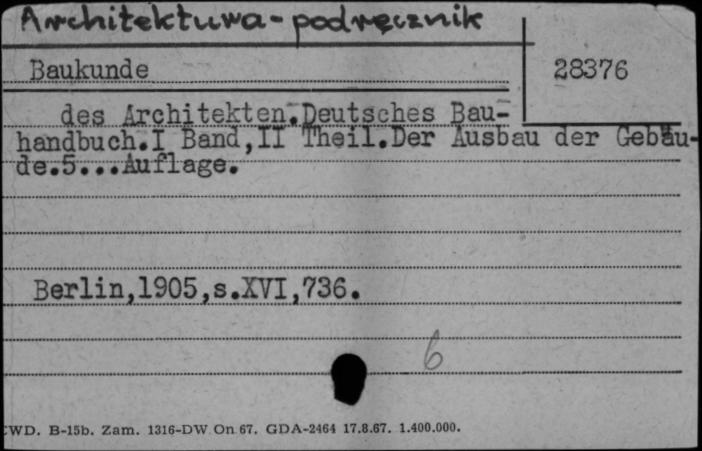 Architektura-podręcznik
Baukunde
28376
des Architekten.Deutsches Bau-
handbuch.I Band,II Theil.Der Ausbau der Gebäu-
de.5...Auflage.
Berlin,1905,s.XVI,736.
6
WD. B-15b. Zam. 1316-DW On 67. GDA-2464 17.8.67. 1.400.000.